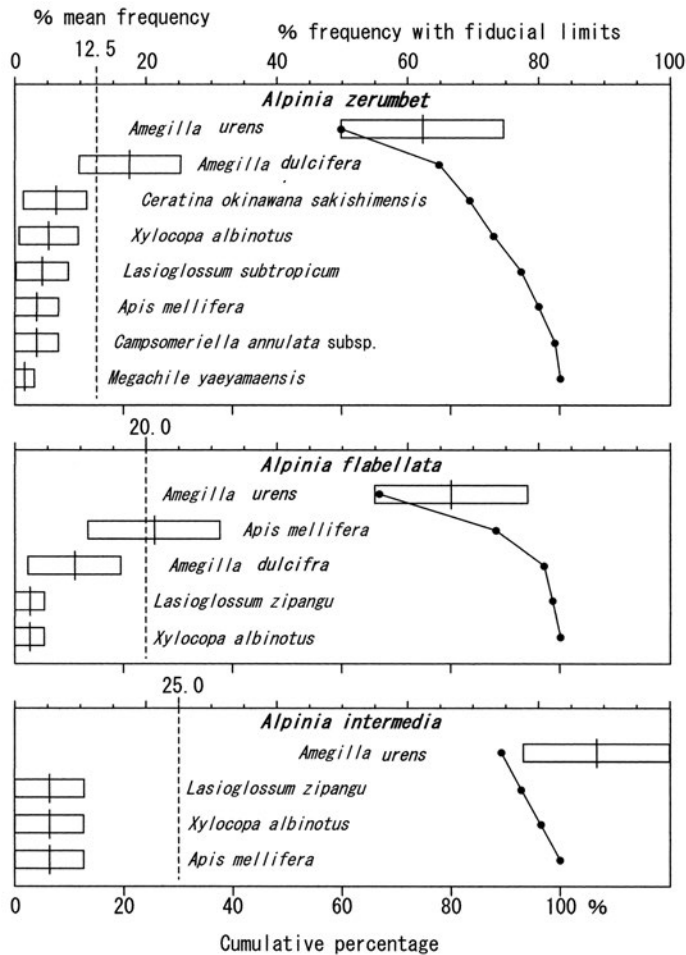 % mean frequency
12.5 % frequency with fiducial limits
0 20 40 60 80 100
Alpinia zerumbet
Amegilla urens
Amegilla dulcifera
Ceratina okinawana sakishimensis
Xylocopa albinotus
Lasioglossum subtropicum
Apis mellifera
Campsomeriella annulata subsp.
Megachile yaeyamaensis
20.0
Alpinia flabellata
Amegilla urens
Apis mellifera
Amegilla dulcifra
Lasioglossum zipangu
Xylocopa albinotus
25.0
Alpinia intermedia
Amegilla urens
Lasioglossum zipangu
Xylocopa albinotus
Apis mellifera
0 20 40 60 80 100 %
Cumulative percentage